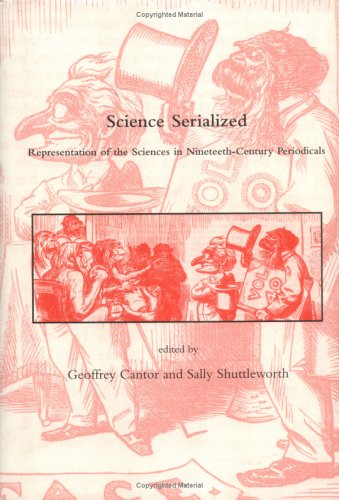 Copyrighted Material
Science Serialized
Representation of the Sciences in Nineteeth-Century Periodicals
edited by
Geoffrey Cantor and Sally Shuttleworth
Copyrighted Material